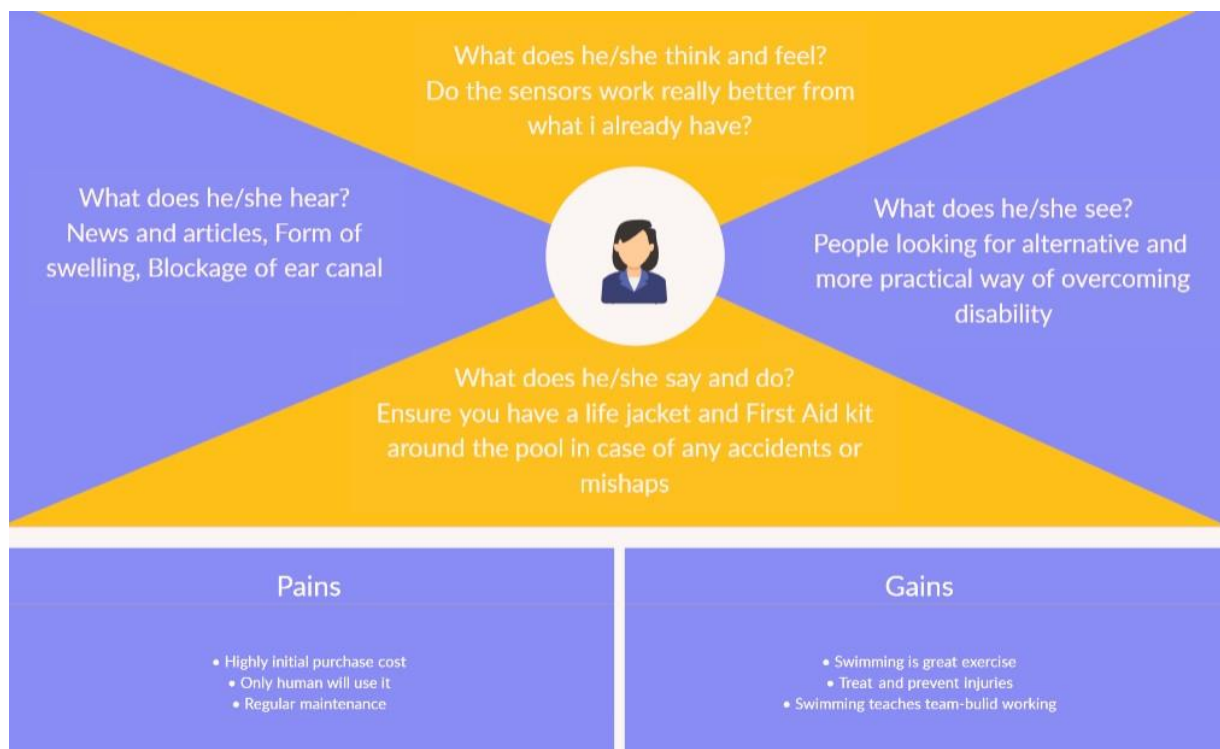 What does he/she think and feel?
Do the sensors work really better from
what i already have?
What does he/she hear?
News and articles, Form of
swelling, Blockage of ear canal
What does he/she see?
People looking for alternative and
more practical way of overcoming
disability
What does he/she say and do?
Ensure you have a life jacket and First Aid kit
around the pool in case of any accidents or
mishaps
Pains
• Highly initial purchase cost
• Only human will use it
• Regular maintenance
Gains
• Swimming is great exercise
• Treat and prevent injuries
• Swimming teaches team-bulid working